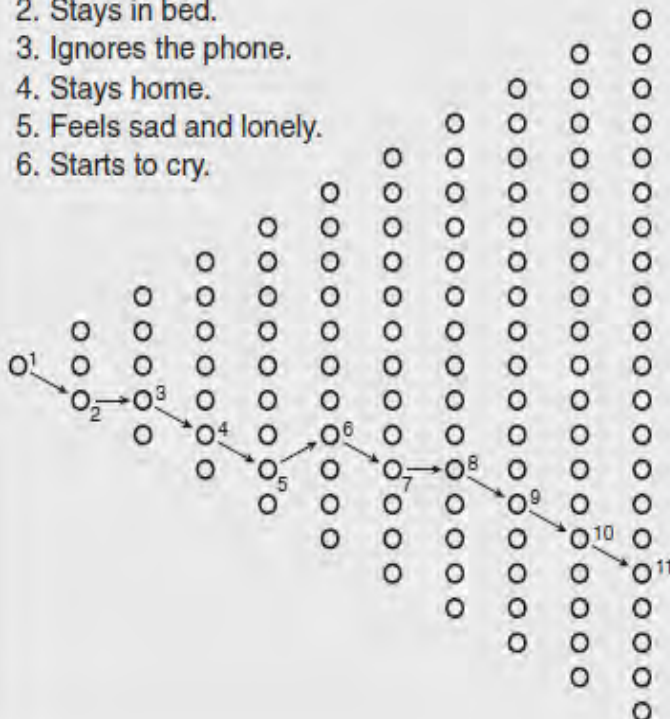 2. Stays in bed.
3. Ignores the phone.
4. Stays home.
5. Feels sad and lonely.
6. Starts to cry.
1
2
3
4
5
6
7
8
9
10
11